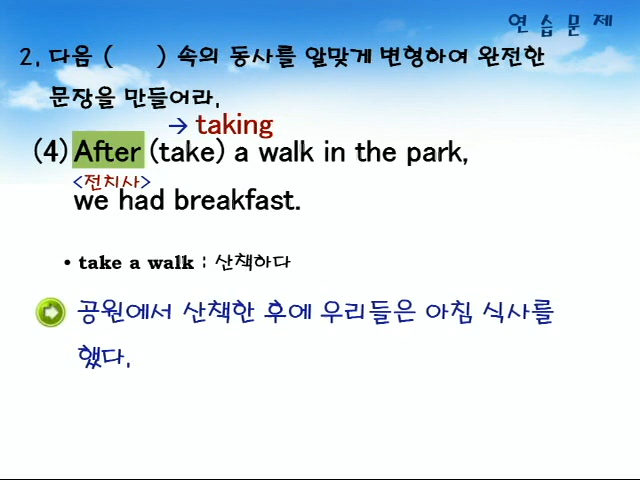 연 습 문 제
2. 다음 (      ) 속의 동사를 알맞게 변형하여 완전한
문장을 만들어라.
→ taking
(4) After (take) a walk in the park,
<전치사>
we had breakfast.
• take a walk : 산책하다
공원에서 산책한 후에 우리들은 아침 식사를
했다.